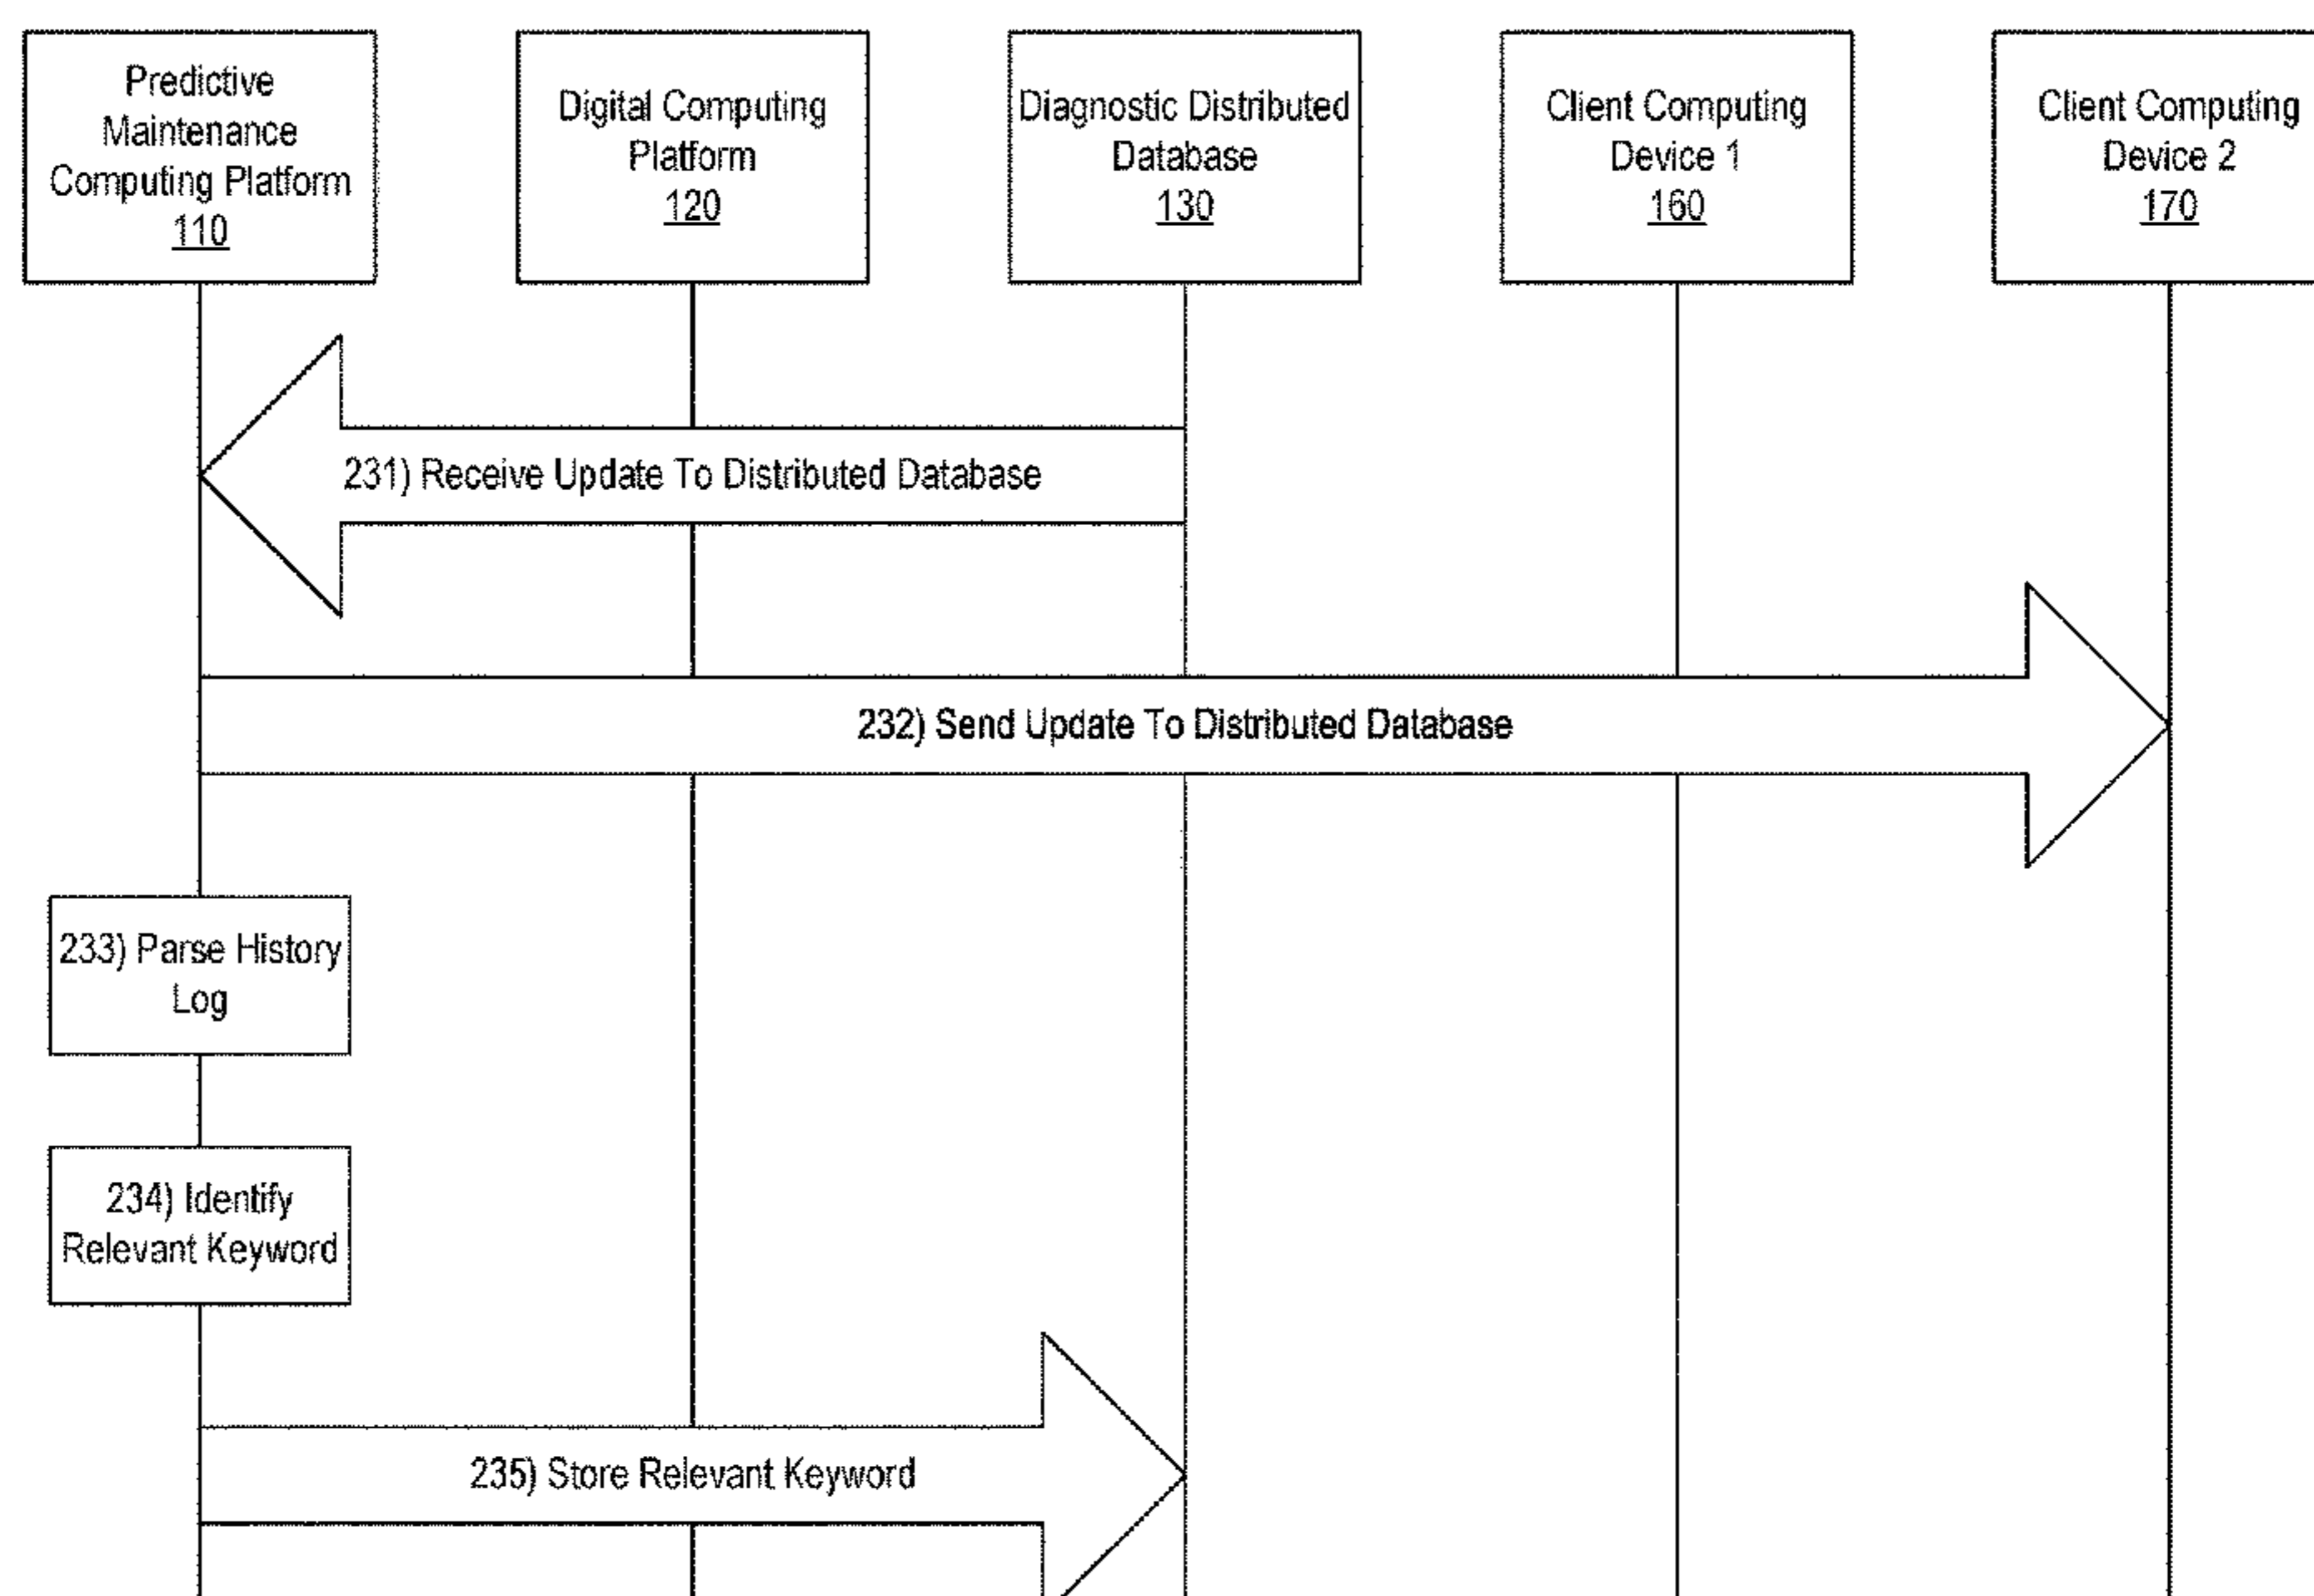 Predictive
Maintenance
Computing Platform
110
Digital Computing
Platform
120
Diagnostic Distributed
Database
130
Client Computing
Device 1
160
Client Computing
Device 2
170
231) Receive Update To Distributed Database
232) Send Update To Distributed Database
233) Parse History
Log
234) Identify
Relevant Keyword
235) Store Relevant Keyword